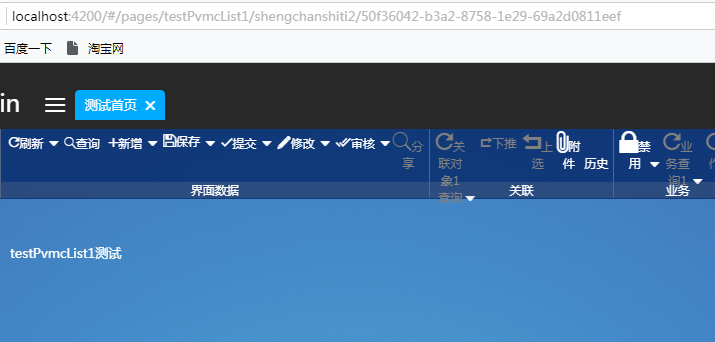 localhost:4200/#/pages/testPvmcList1/shengchanshiti2/50f36042-b3a2-8758-1e29-69a2d0811eef
百度一下 淘宝网
in 测试首页
刷新 查询 新增 保存 提交 修改 审核 分享 关联对象1查询 下推 上选 附件 历史 禁用 业务查询1
界面数据 关联 业务
testPvmcList1测试